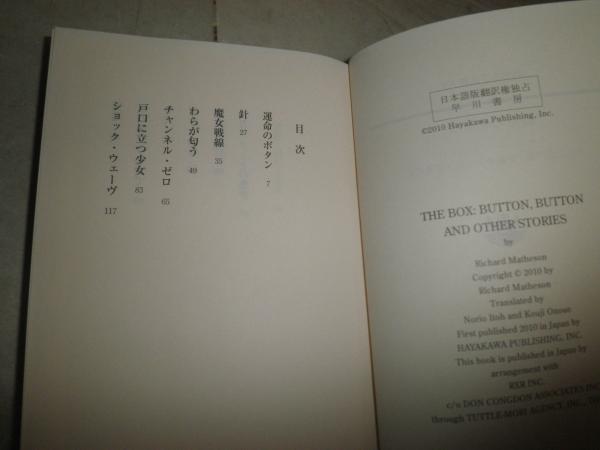 日本語版翻訳権独占
早川書房
©2010 Hayakawa Publishing, Inc.
THE BOX: BUTTON, BUTTON
AND OTHER STORIES
by
Richard Matheson
Copyright © 2010 by
Richard Matheson
Translated by
Norio Itoh and Kouji Onoue
First published 2010 in Japan by
HAYAKAWA PUBLISHING, INC.
This book is published in Japan by
arrangement with
RXR INC.
c/o DON CONGDON ASSOCIATES INC.
through TUTTLE-MORI AGENCY, INC.,
目次
運命のボタン 7
針 27
魔女戦線 35
わらが匂う 49
チャンネル・ゼロ 65
戸口に立つ少女 83
ショック・ウェーヴ 117